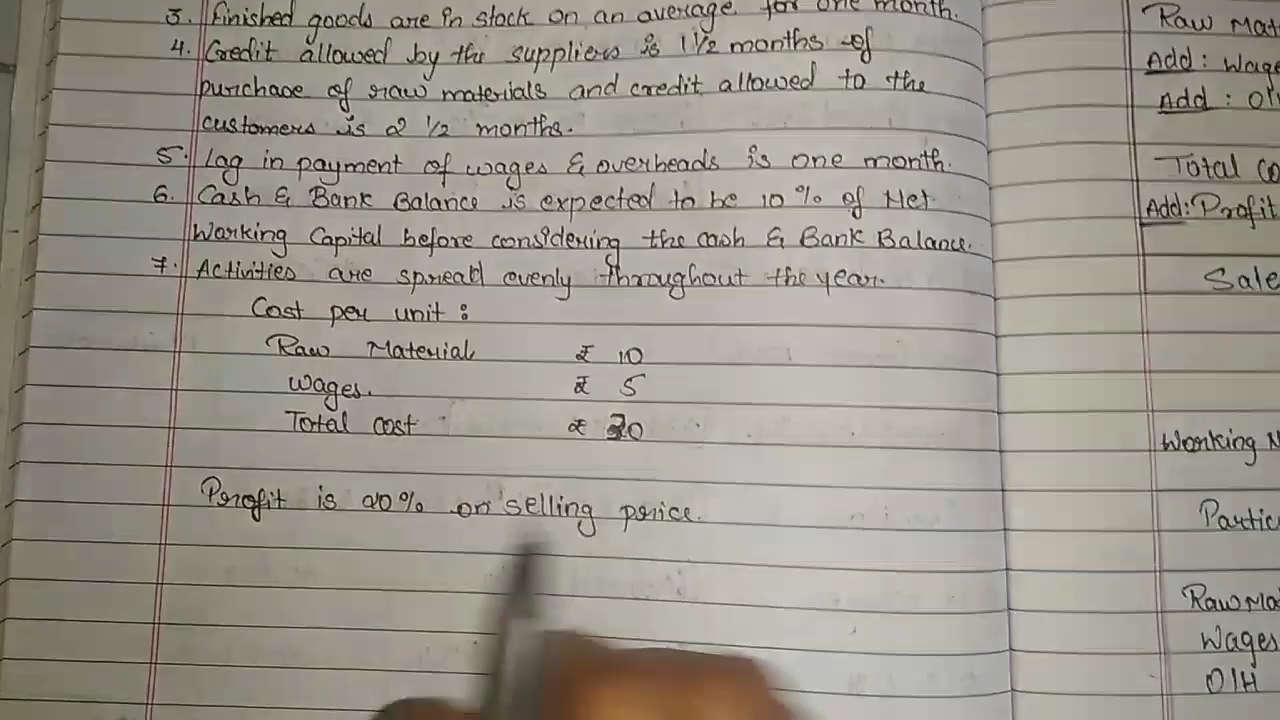 3. Finished goods are in stock on an average for one month.
4. Credit allowed by the suppliers is 1 1/2 months of
purchase of raw materials and credit allowed to the
customers is 2 1/2 months.
5. Lag in payment of wages & overheads is one month.
6. Cash & Bank Balance is expected to be 10% of Net
Working Capital before considering the cash & Bank Balance.
7. Activities are spread evenly throughout the year.
Cost per unit :
Raw Material ₹ 10
Wages. ₹ 5
Total cost ₹ 20
Profit is 20% on selling price.
Raw Mat
Add: Wage
Add: O/H
Total Co
Add: Profit
Sale
Working N
Partic
Raw Ma
Wages
O/H